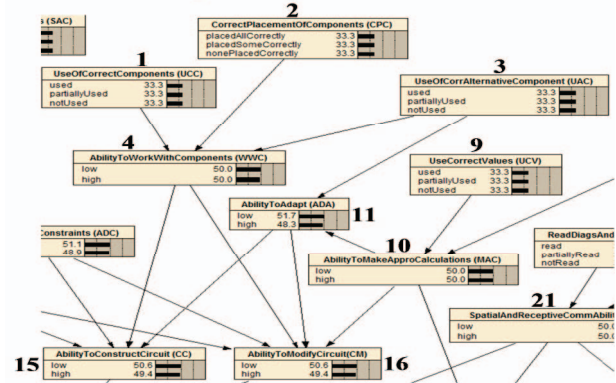 s (SAC)
2
CorrectPlacementOfComponents (CPC)
placedAllCorrectly 33.3
placedSomeCorrectly 33.3
nonePlacedCorrectly 33.3
1
UseOfCorrectComponents (UCC)
used 33.3
partiallyUsed 33.3
notUsed 33.3
3
UseOfCorrAlternativeComponent (UAC)
used 33.3
partiallyUsed 33.3
notUsed 33.3
4
AbilityToWorkWithComponents (WWC)
low 50.0
high 50.0
9
UseCorrectValues (UCV)
used 33.3
partiallyUsed 33.3
notUsed 33.3
AbilityToAdapt (ADA)
low 51.7
high 48.3
11
Constraints (ADC)
51.1
48.9
10
AbilityToMakeApproCalculations (MAC)
low 50.0
high 50.0
ReadDiagsAnd
read
partiallyRead
notRead
21
SpatialAndReceptiveCommAbilit
low 50.0
high 50.0
15
AbilityToConstructCircuit (CC)
low 50.6
high 49.4
AbilityToModifyCircuit(CM)
low 50.6
high 49.4
16